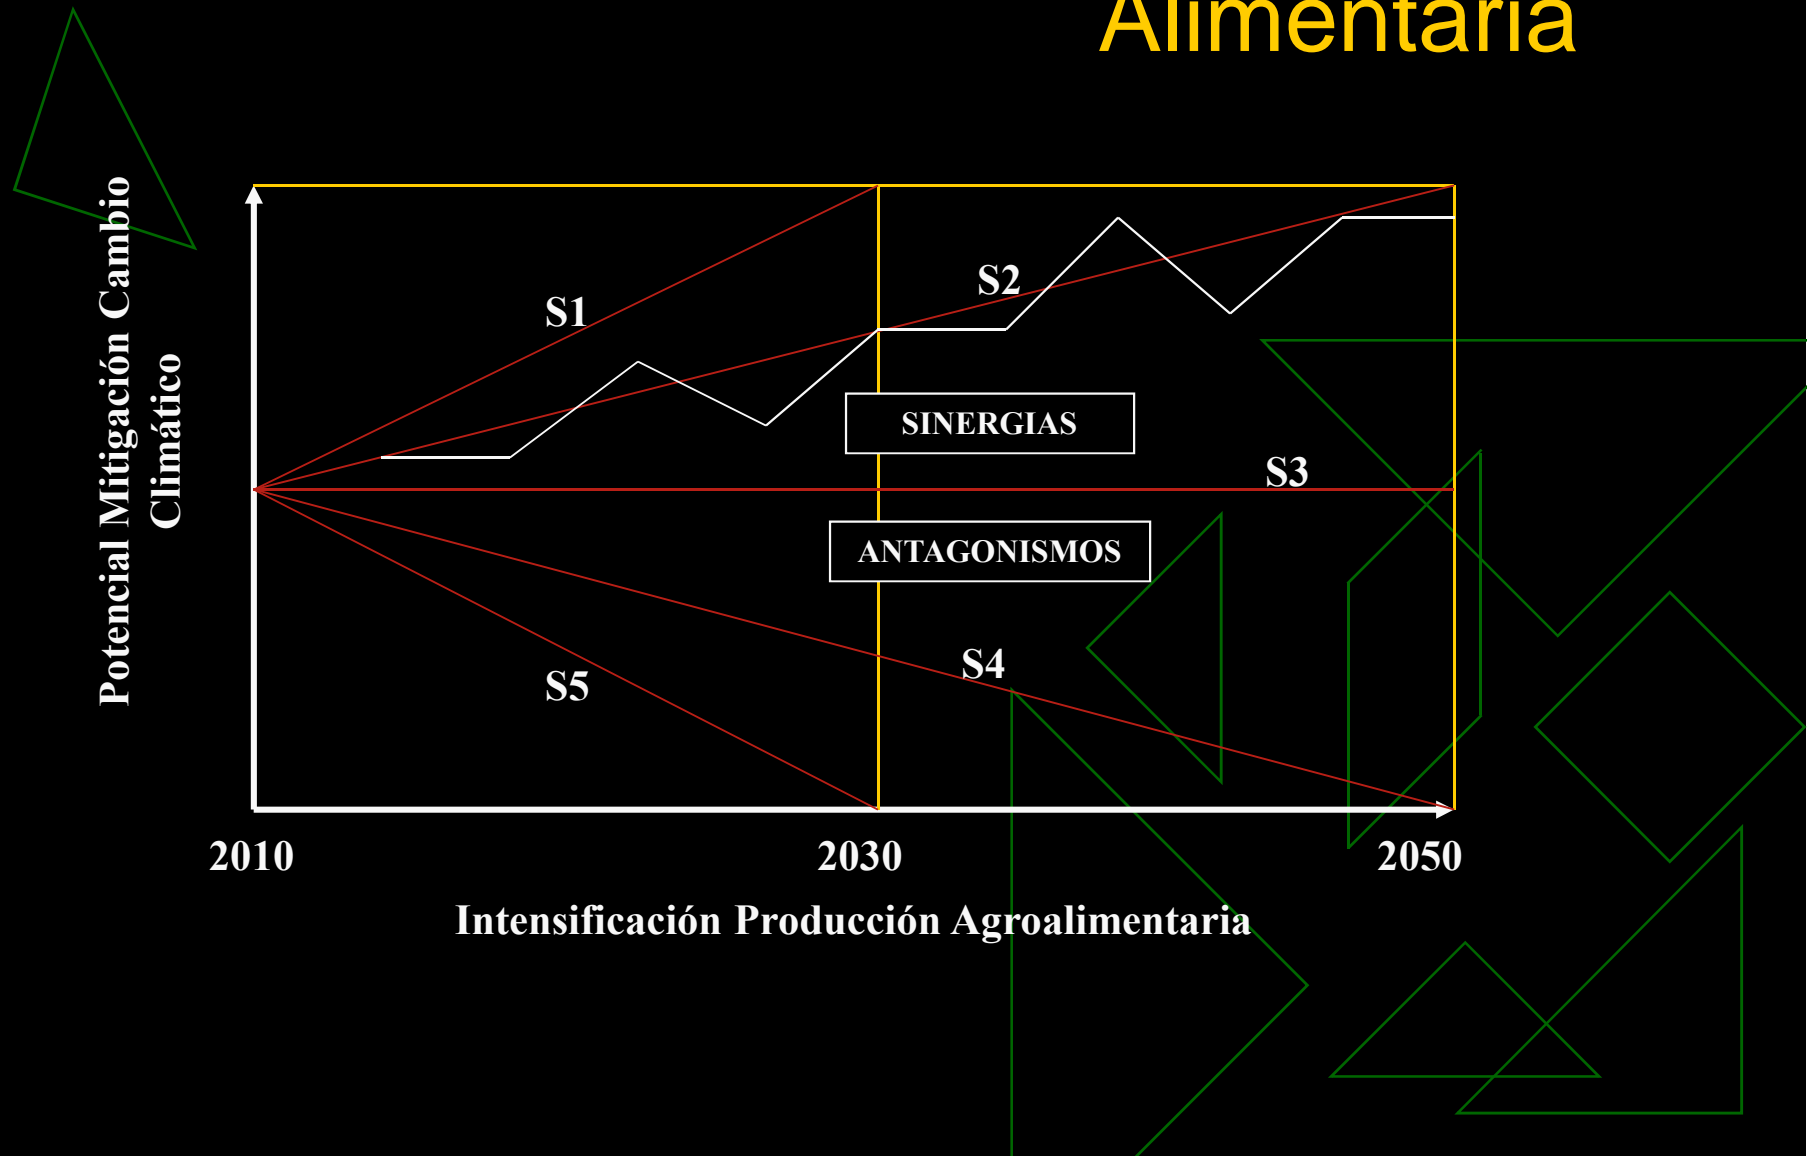 Alimentaria
Potencial Mitigación Cambio
Climático
S1
S2
SINERGIAS
S3
ANTAGONISMOS
S4
S5
2010
2030
2050
Intensificación Producción Agroalimentaria